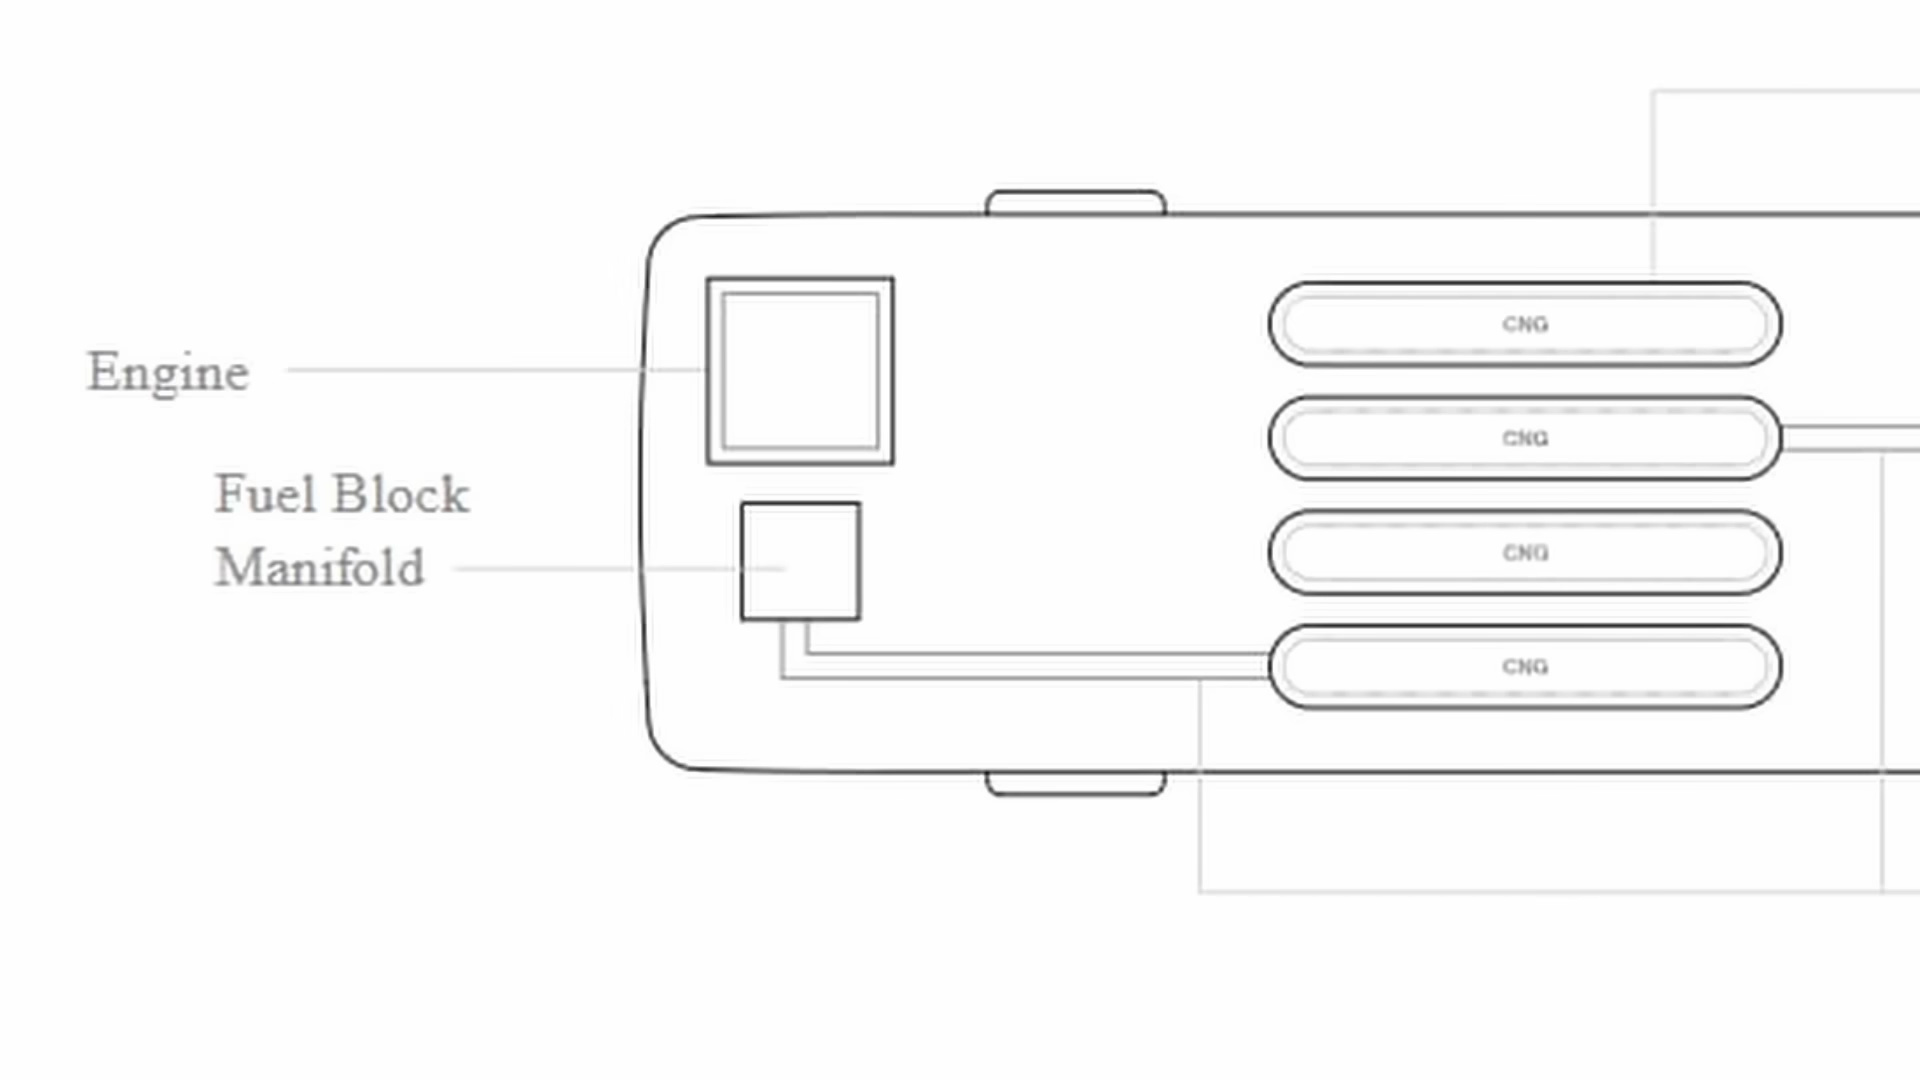 CNG
Engine
CNG
Fuel Block
Manifold
CNG
CNG